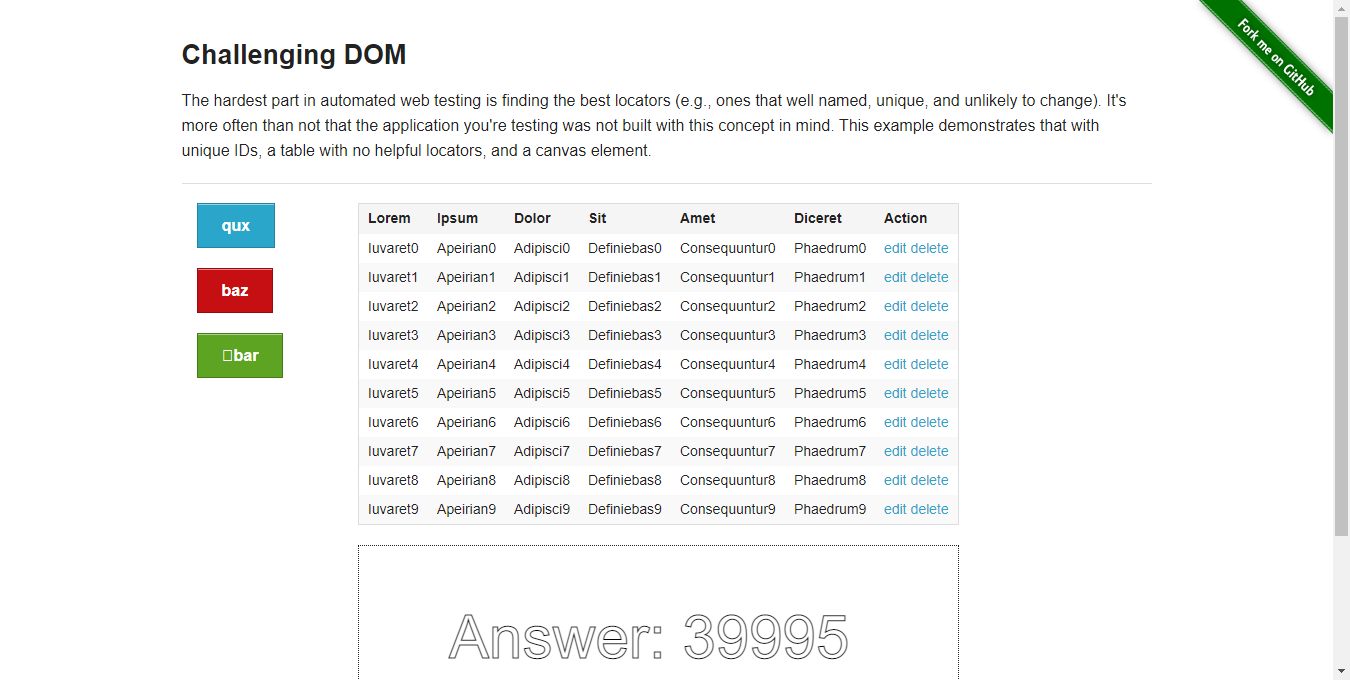 Fork me on GitHub
Challenging DOM
The hardest part in automated web testing is finding the best locators (e.g., ones that well named, unique, and unlikely to change). It's
more often than not that the application you're testing was not built with this concept in mind. This example demonstrates that with
unique IDs, a table with no helpful locators, and a canvas element.
qux
baz
bar
Lorem Ipsum Dolor Sit Amet Diceret Action
Iuvaret0 Apeirian0 Adipisci0 Definiebas0 Consequuntur0 Phaedrum0 edit delete
Iuvaret1 Apeirian1 Adipisci1 Definiebas1 Consequuntur1 Phaedrum1 edit delete
Iuvaret2 Apeirian2 Adipisci2 Definiebas2 Consequuntur2 Phaedrum2 edit delete
Iuvaret3 Apeirian3 Adipisci3 Definiebas3 Consequuntur3 Phaedrum3 edit delete
Iuvaret4 Apeirian4 Adipisci4 Definiebas4 Consequuntur4 Phaedrum4 edit delete
Iuvaret5 Apeirian5 Adipisci5 Definiebas5 Consequuntur5 Phaedrum5 edit delete
Iuvaret6 Apeirian6 Adipisci6 Definiebas6 Consequuntur6 Phaedrum6 edit delete
Iuvaret7 Apeirian7 Adipisci7 Definiebas7 Consequuntur7 Phaedrum7 edit delete
Iuvaret8 Apeirian8 Adipisci8 Definiebas8 Consequuntur8 Phaedrum8 edit delete
Iuvaret9 Apeirian9 Adipisci9 Definiebas9 Consequuntur9 Phaedrum9 edit delete
Answer: 39995